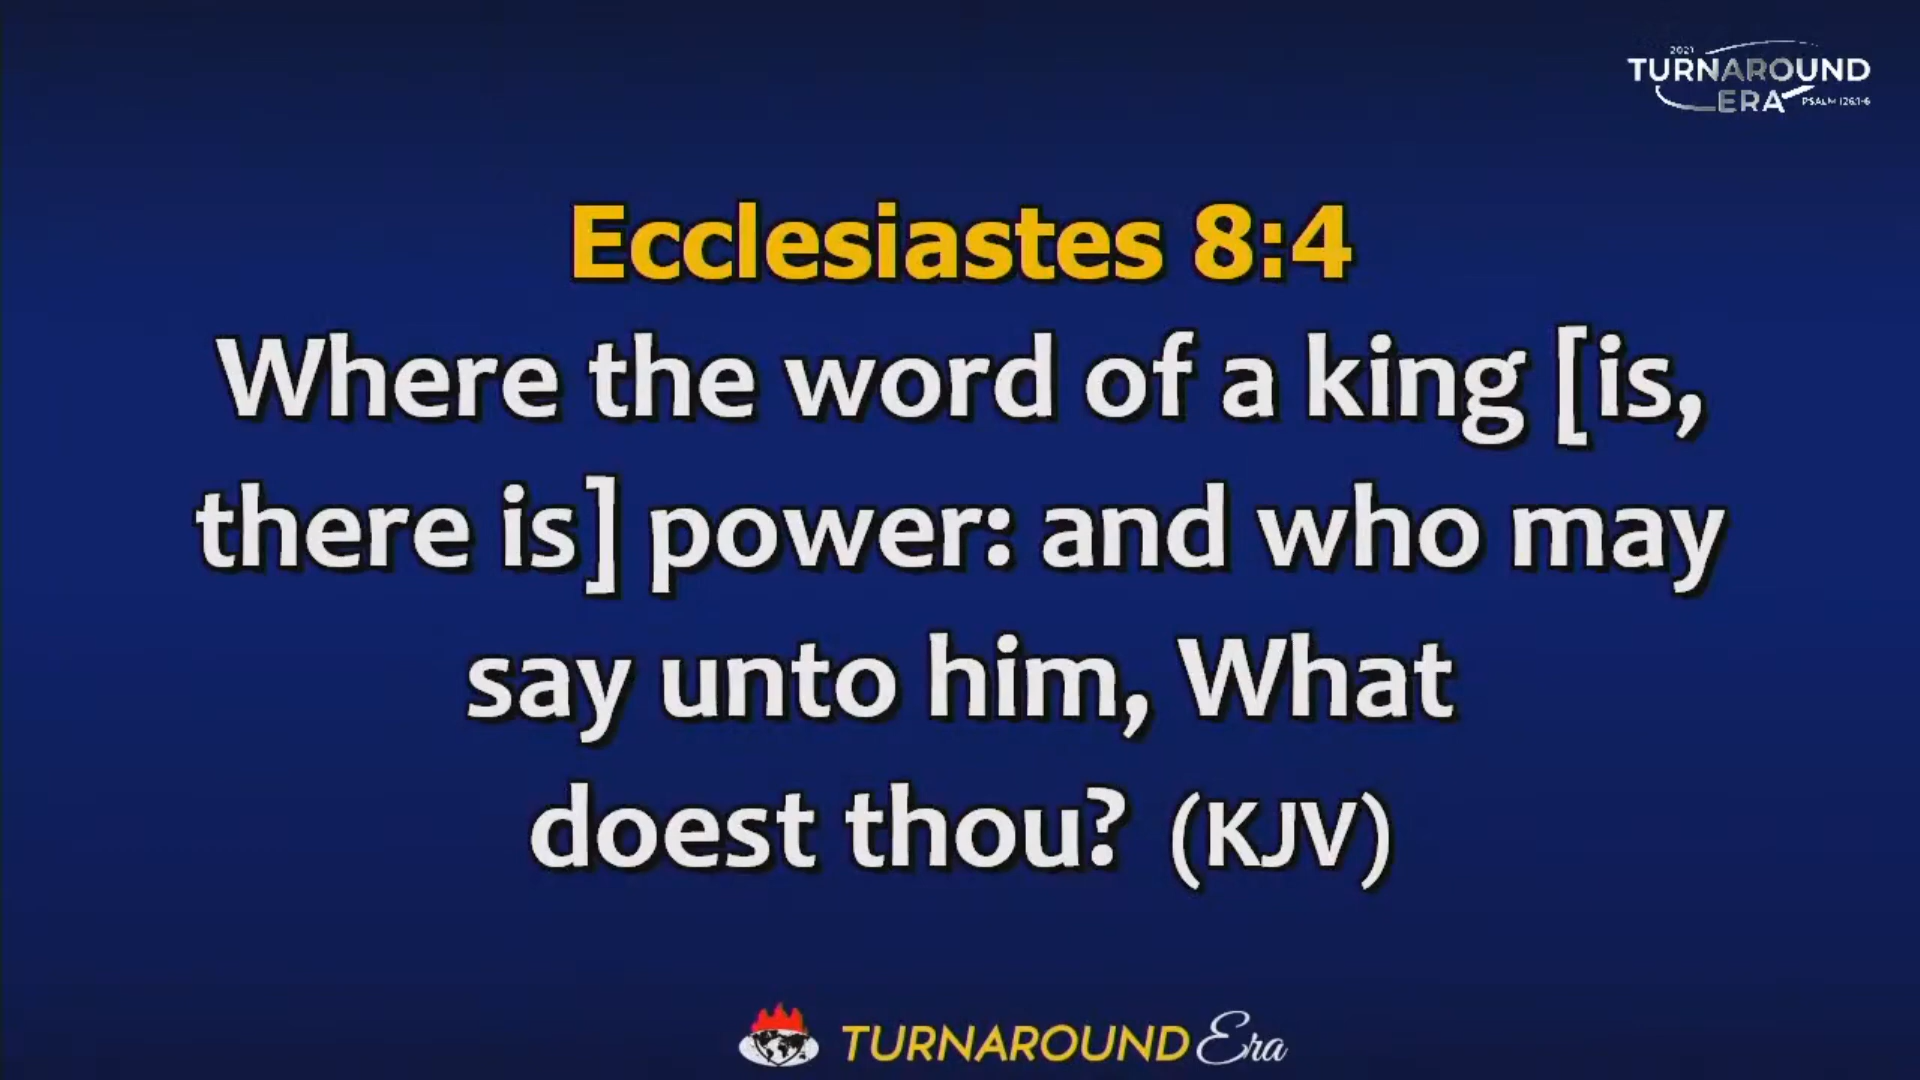 2021
TURNAROUND
ERA PSALM 126:1-6
Ecclesiastes 8:4
Where the word of a king [is,
there is] power: and who may
say unto him, What
doest thou? (KJV)
TURNAROUND Era